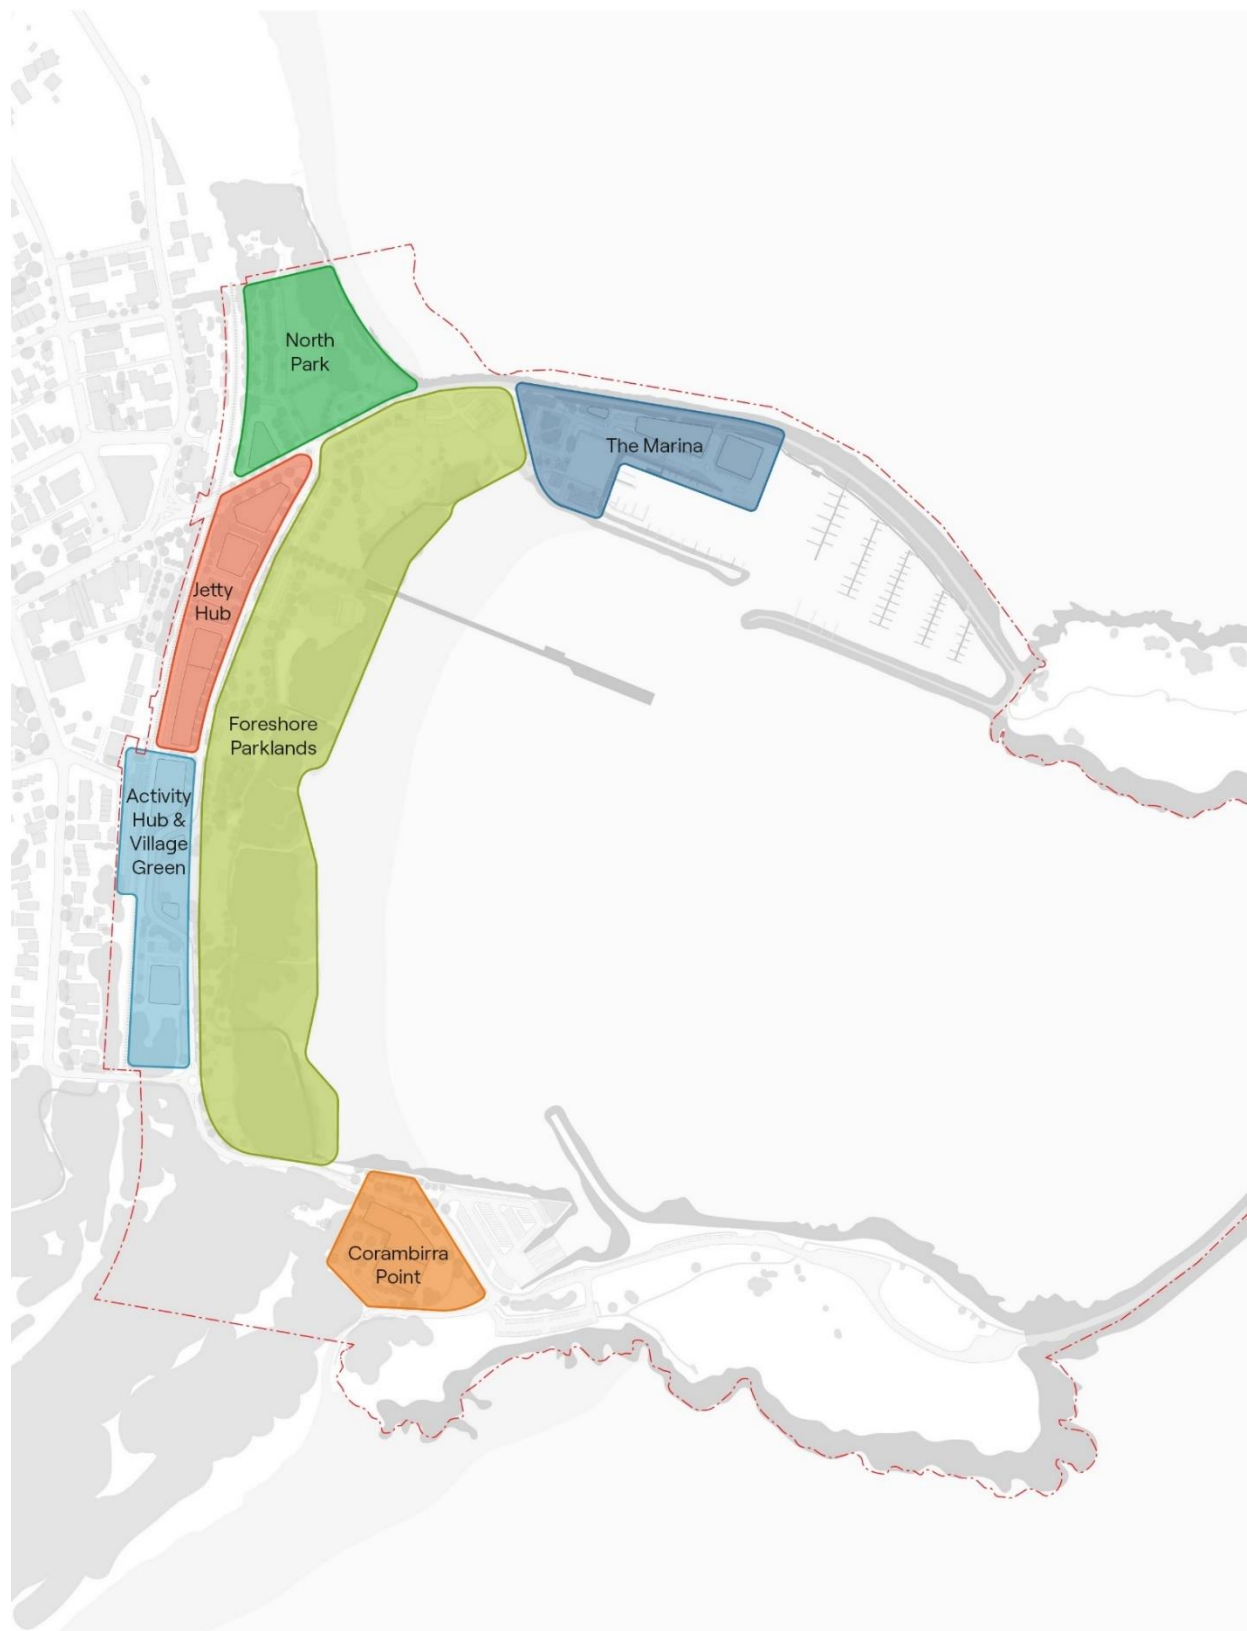 North
Park
The Marina
Jetty
Hub
Foreshore
Parklands
Activity
Hub &
Village
Green
Corambirra
Point